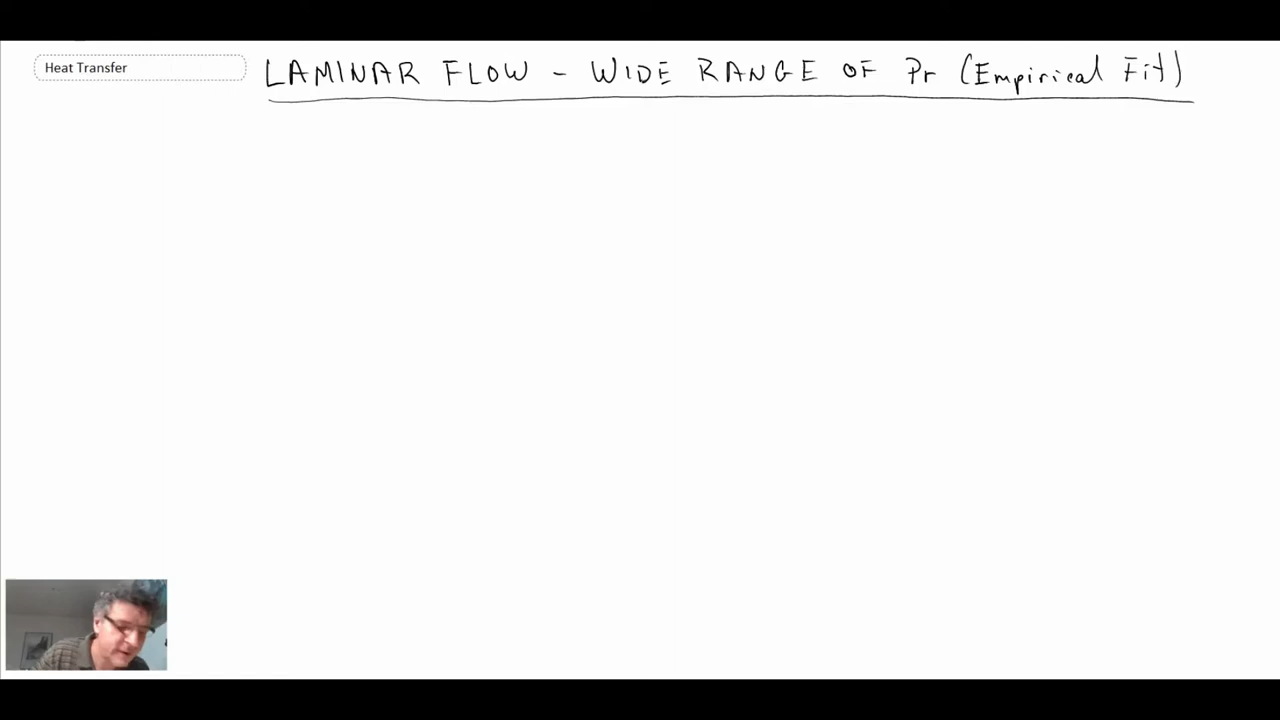 Heat Transfer
LAMINAR FLOW - WIDE RANGE OF Pr (Empirical Fit)